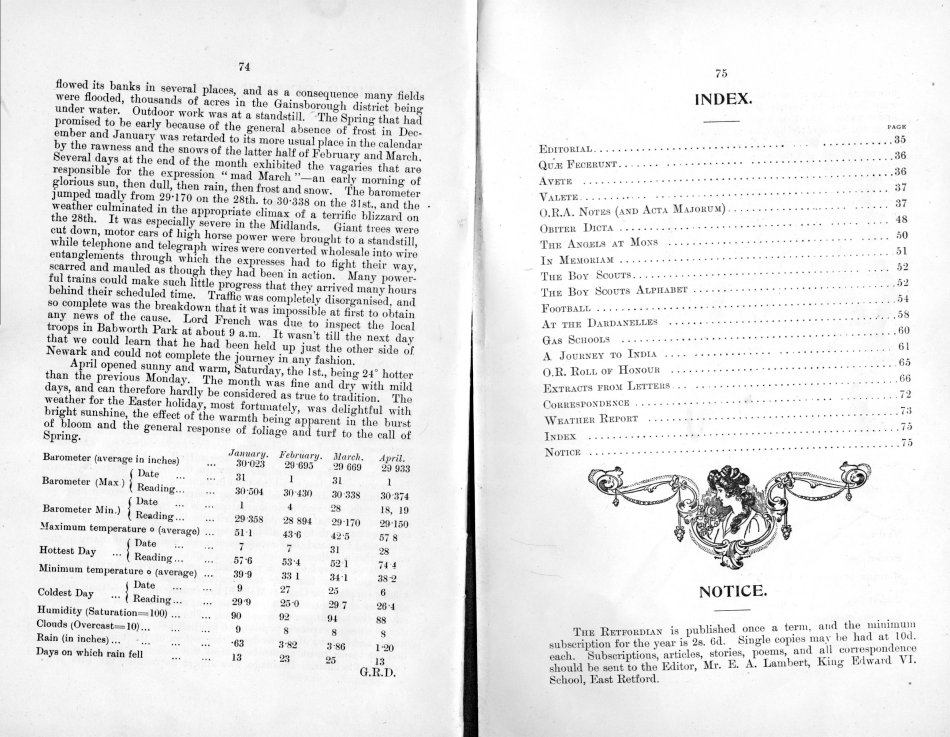 74
flowed its banks in several places, and as a consequence many fields
were flooded, thousands of acres in the Gainsborough district being
under water. Outdoor work was at a standstill. The Spring that had
promised to be early because of the general absence of frost in Dec-
ember and January was retarded to its more usual place in the calendar
by the rawness and the snows of the latter half of February and March.
Several days at the end of the month exhibited the vagaries that are
responsible for the expression "mad March"—an early morning of
glorious sun, then dull, then rain, then frost and snow. The barometer
jumped madly from 29·170 on the 28th. to 30·338 on the 31st., and the
weather culminated in the appropriate climax of a terrific blizzard on
the 28th. It was especially severe in the Midlands. Giant trees were
cut down, motor cars of high horse power were brought to a standstill,
while telephone and telegraph wires were converted wholesale into wire
entanglements through which the expresses had to fight their way,
scarred and mauled as though they had been in action. Many power-
ful trains could make such little progress that they arrived many hours
behind their scheduled time. Traffic was completely disorganised, and
so complete was the breakdown that it was impossible at first to obtain
any news of the cause. Lord French was due to inspect the local
troops in Babworth Park at about 9 a.m. It wasn't till the next day
that we could learn that he had been held up just the other side of
Newark and could not complete the journey in any fashion.
April opened sunny and warm, Saturday, the 1st., being 24° hotter
than the previous Monday. The month was fine and dry with mild
days, and can therefore hardly be considered as true to tradition. The
weather for the Easter holiday, most fortunately, was delightful with
bright sunshine, the effect of the warmth being apparent in the burst
of bloom and the general response of foliage and turf to the call of
Spring.
January. February. March. April.
Barometer (average in inches) ... 30·023 29·695 29 669 29 933
Barometer (Max) { Date ... ... 31 1 31 1
Reading... ... 30·504 30·430 30 338 30·374
Barometer Min.) { Date ... ... 1 4 28 18, 19
Reading... ... 29·358 28 894 29·170 29·150
Maximum temperature o (average) ... 51·1 43·6 42·5 57 8
Hottest Day ... { Date ... ... 7 7 31 28
Reading... ... 57·6 53·4 52 1 74 4
Minimum temperature o (average) ... 39·9 33 1 34·1 38·2
Coldest Day ... { Date ... ... 9 27 25 6
Reading... ... 29·9 25·0 29 7 26·4
Humidity (Saturation=100) ... ... 90 92 94 88
Clouds (Overcast=10)... ... ... 9 8 8 8
Rain (in inches)... ... ... ·63 3·82 3·86 1·20
Days on which rain fell ... ... 13 23 25 13
G.R.D.
75
INDEX.
PAGE
Editorial 35
Quæ Fecerunt 36
Avete 36
Valete 37
O.R.A. Notes (and Acta Majorum) 37
Obiter Dicta 48
The Angels at Mons 50
In Memoriam 51
The Boy Scouts 52
The Boy Scouts Alphabet 52
Football 54
At the Dardanelles 58
Gas Schools 60
A Journey to India 61
O.R. Roll of Honour 65
Extracts from Letters 66
Correspondence 72
Weather Report 73
Index 75
Notice 75
NOTICE.
The Retfordian is published once a term, and the minimum
subscription for the year is 2s. 6d. Single copies may be had at 10d.
each. Subscriptions, articles, stories, poems, and all correspondence
should be sent to the Editor, Mr. E. A. Lambert, King Edward VI.
School, East Retford.